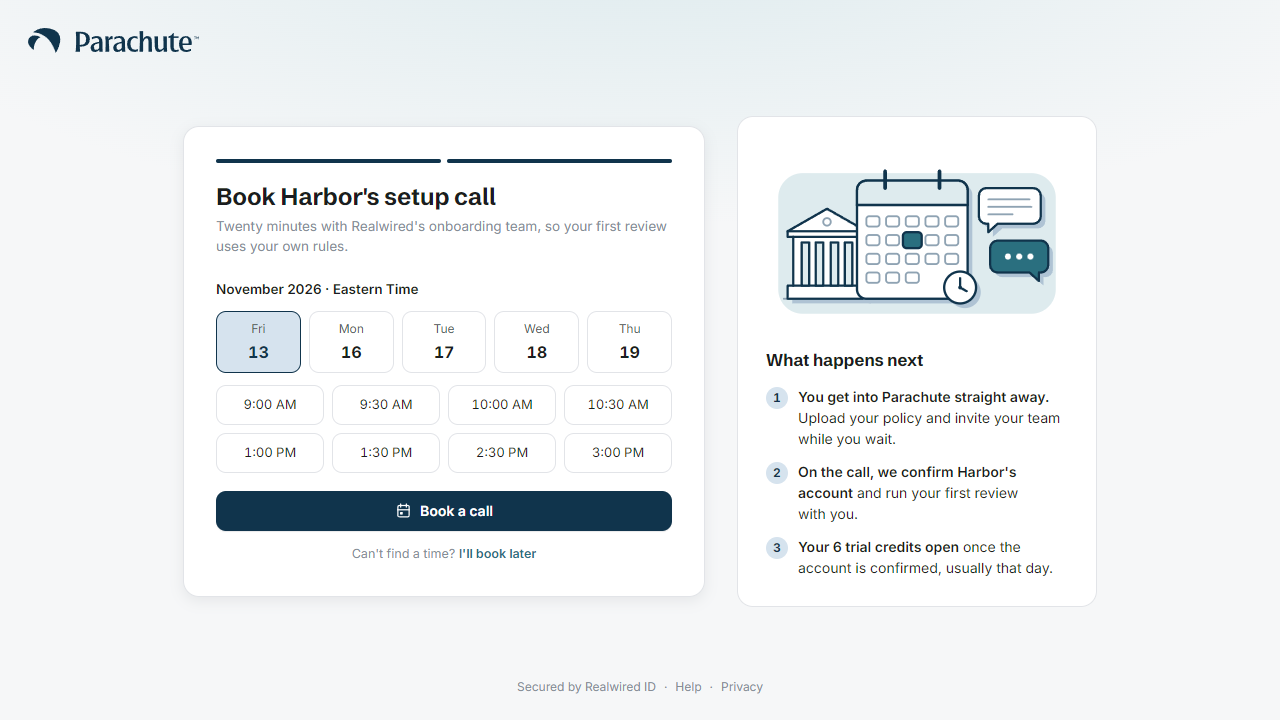 Parachute™
Book Harbor's setup call
Twenty minutes with Realwired's onboarding team, so your first review
uses your own rules.
November 2026 · Eastern Time
Fri Mon Tue Wed Thu
13 16 17 18 19
9:00 AM 9:30 AM 10:00 AM 10:30 AM
1:00 PM 1:30 PM 2:30 PM 3:00 PM
Book a call
Can't find a time? I'll book later
What happens next
1 You get into Parachute straight away.
Upload your policy and invite your team
while you wait.
2 On the call, we confirm Harbor's
account and run your first review
with you.
3 Your 6 trial credits open once the
account is confirmed, usually that day.
Secured by Realwired ID · Help · Privacy